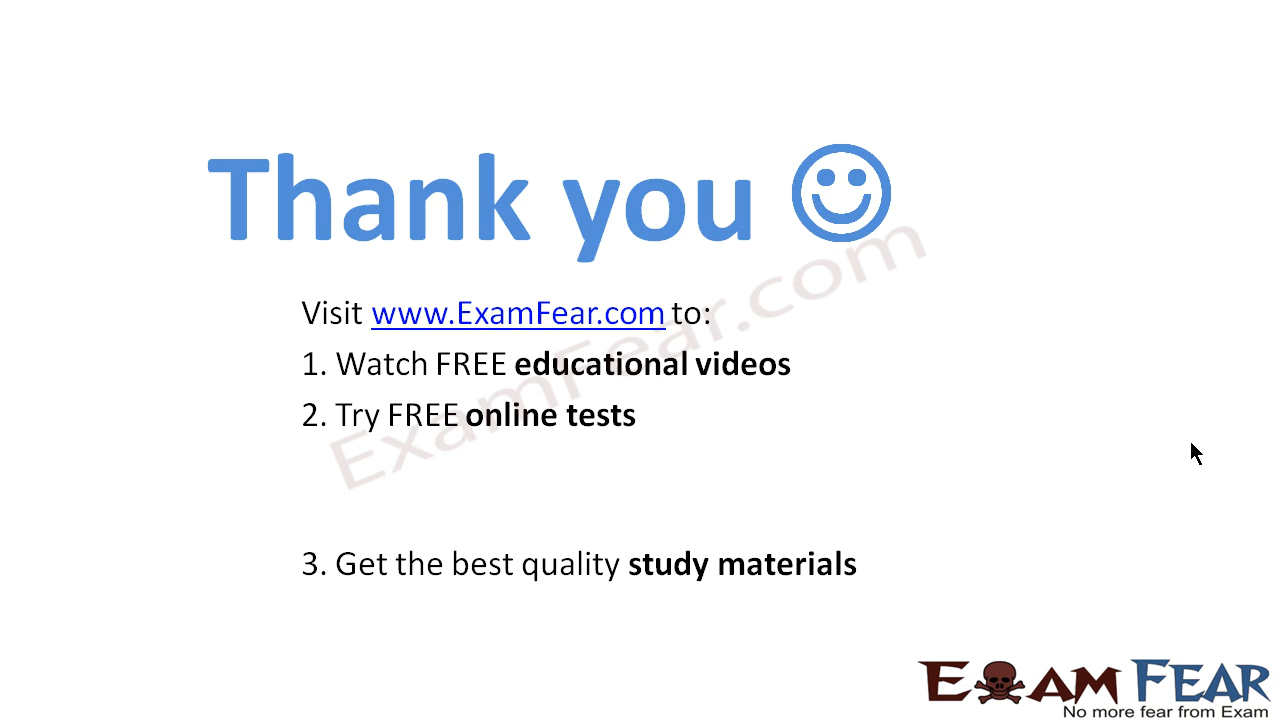 Thank you
Visit www.ExamFear.com to:
1. Watch FREE educational videos
2. Try FREE online tests
3. Get the best quality study materials
ExamFear.com
EXAM FEAR
No more fear from Exam